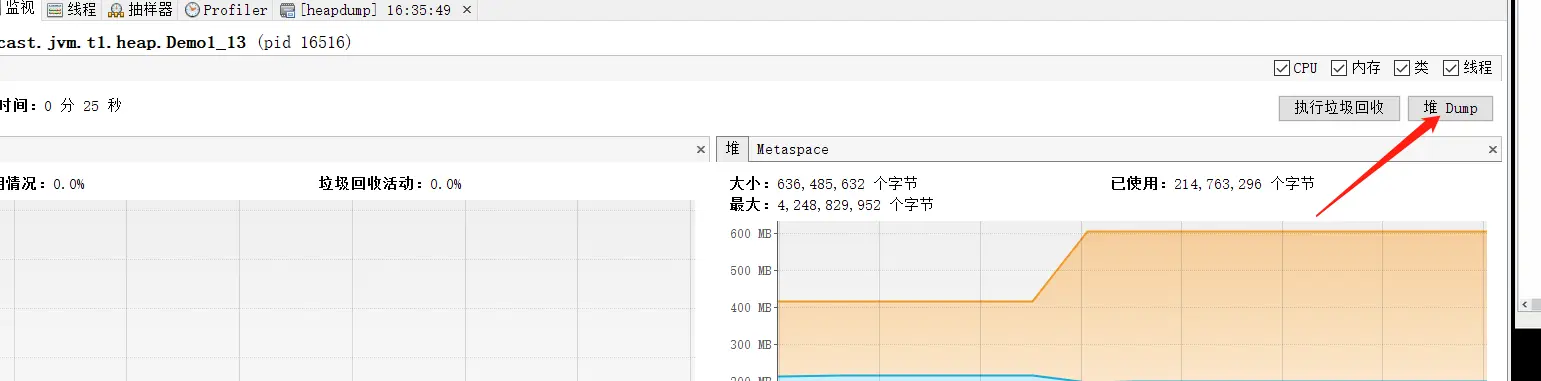 监视 线程 抽样器 Profiler [heapdump] 16:35:49
cast.jvm.t1.heap.Demo1_13 (pid 16516)
CPU 内存 类 线程
时间: 0 分 25 秒
执行垃圾回收 堆 Dump
堆 Metaspace
用情况: 0.0% 垃圾回收活动: 0.0%
大小: 636,485,632 个字节 已使用: 214,763,296 个字节
最大: 4,248,829,952 个字节
600 MB
500 MB
400 MB
300 MB
200 MB